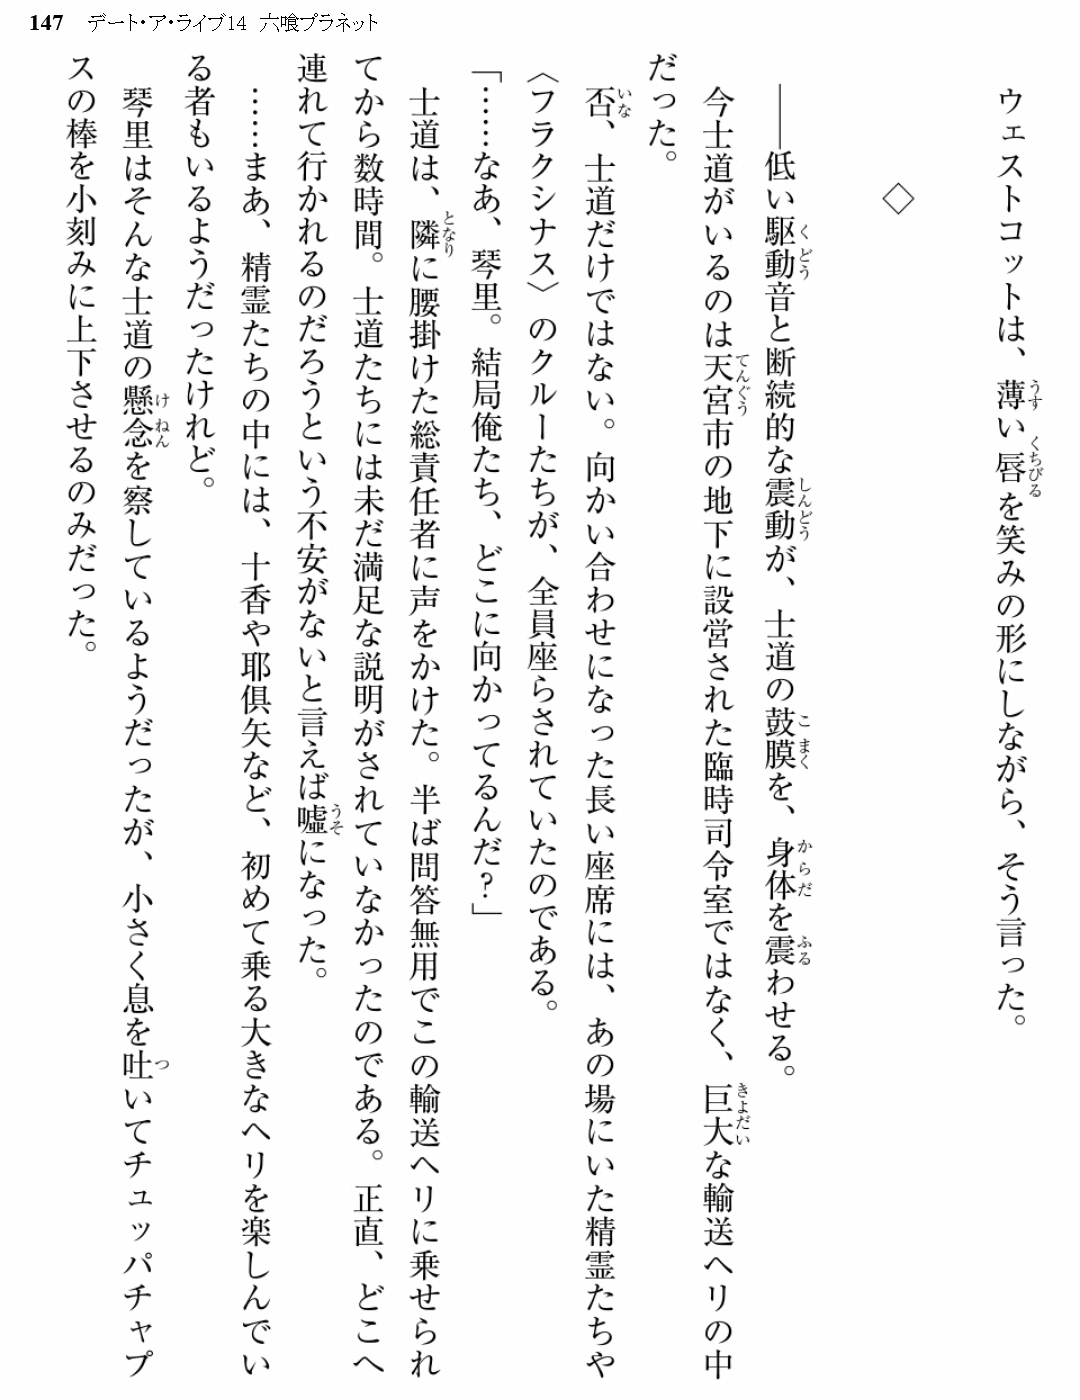 147 デート・ア・ライブ14 六喰プラネット
ウェストコットは、薄い唇を笑みの形にしながら、そう言った。
◇
――低い駆動音と断続的な震動が、士道の鼓膜を、身体を震わせる。
今士道がいるのは天宮市の地下に設営された臨時司令室ではなく、巨大な輸送ヘリの中
だった。
否、士道だけではない。向かい合わせになった長い座席には、あの場にいた精霊たちや
〈フラクシナス〉のクルーたちが、全員座らされていたのである。
「……なあ、琴里。結局俺たち、どこに向かってるんだ?」
士道は、隣に腰掛けた総責任者に声をかけた。半ば問答無用でこの輸送ヘリに乗せられ
てから数時間。士道たちには未だ満足な説明がされていなかったのである。正直、どこへ
連れて行かれるのだろうという不安がないと言えば嘘になった。
……まあ、精霊たちの中には、十香や耶倶矢など、初めて乗る大きなヘリを楽しんでい
る者もいるようだったけれど。
琴里はそんな士道の懸念を察しているようだったが、小さく息を吐いてチュッパチャプ
スの棒を小刻みに上下させるのみだった。